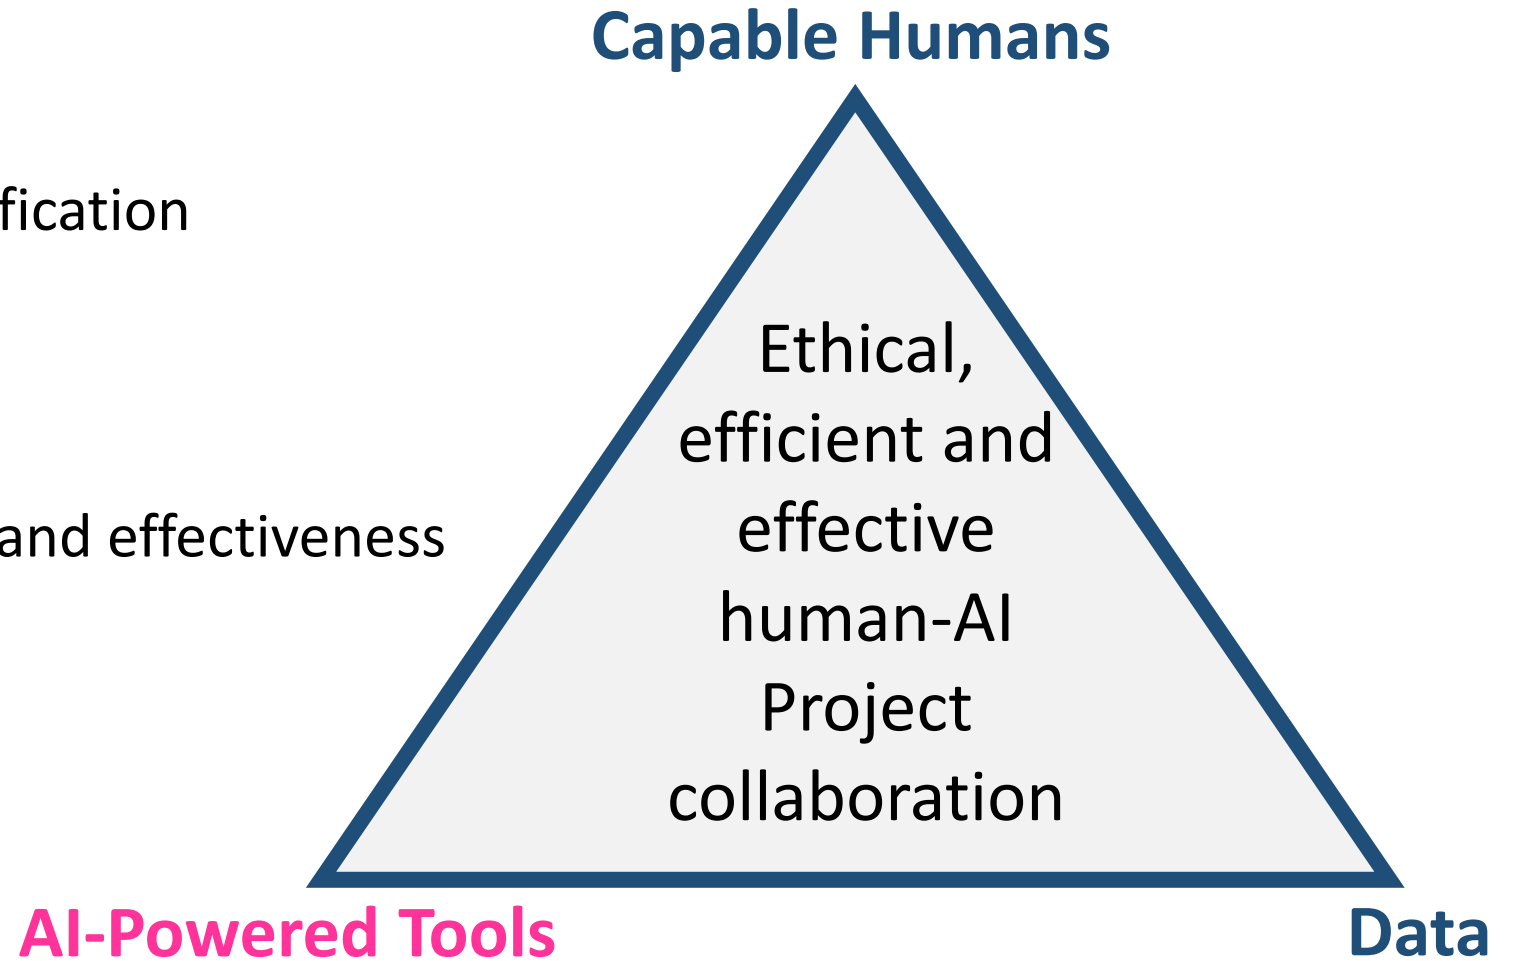 Capable Humans
fication
Ethical,
efficient and
effective
and effectiveness
human-AI
Project
collaboration
AI-Powered Tools
Data